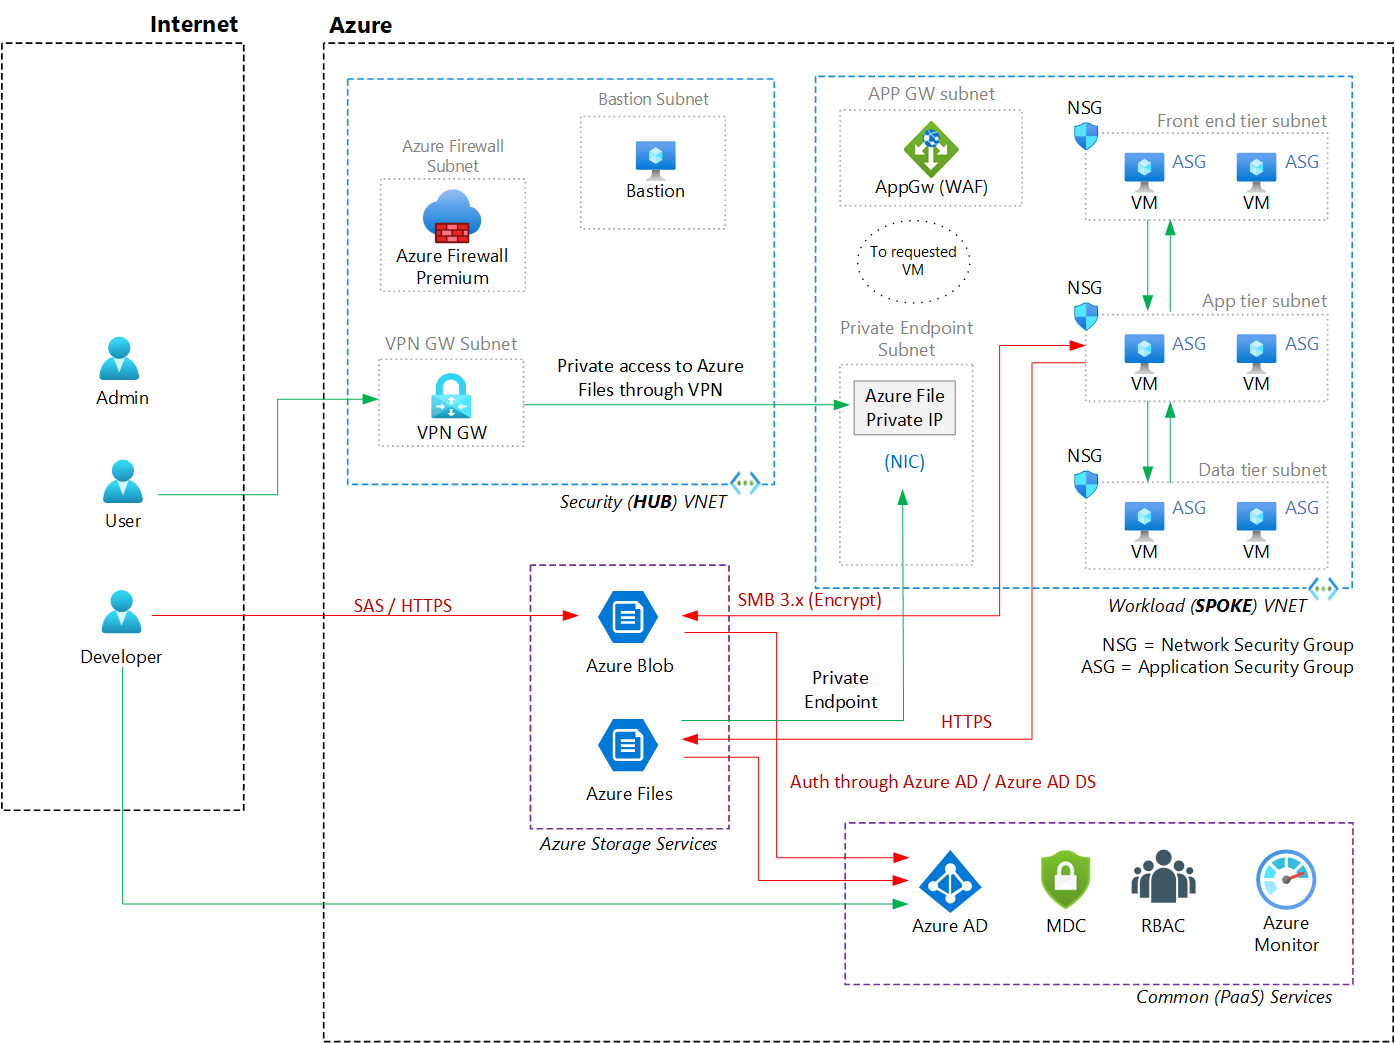 Internet
Azure
Admin
User
Developer
Bastion Subnet
Bastion
Azure Firewall
Subnet
Azure Firewall
Premium
VPN GW Subnet
VPN GW
Private access to Azure
Files through VPN
Security (HUB) VNET
APP GW subnet
AppGw (WAF)
To requested
VM
Private Endpoint
Subnet
Azure File
Private IP
(NIC)
NSG
Front end tier subnet
ASG
ASG
VM
VM
NSG
App tier subnet
ASG
ASG
VM
VM
NSG
Data tier subnet
ASG
ASG
VM
VM
Workload (SPOKE) VNET
NSG = Network Security Group
ASG = Application Security Group
SAS / HTTPS
SMB 3.x (Encrypt)
Azure Blob
Private
Endpoint
HTTPS
Azure Files
Auth through Azure AD / Azure AD DS
Azure Storage Services
Azure AD
MDC
RBAC
Azure
Monitor
Common (PaaS) Services